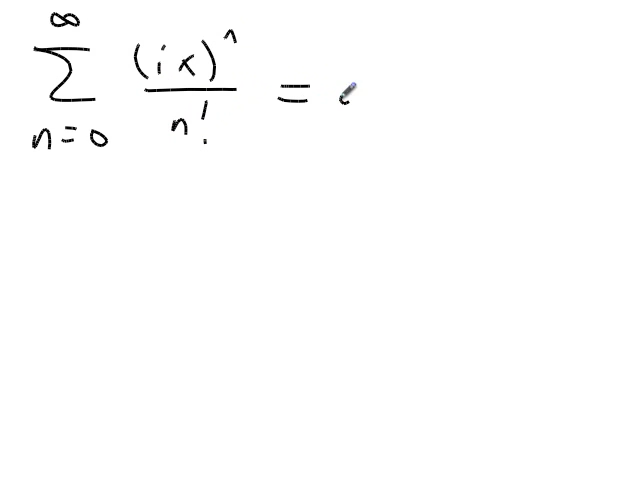 ∑_{n=0}^{∞} (ix)^n / n! =